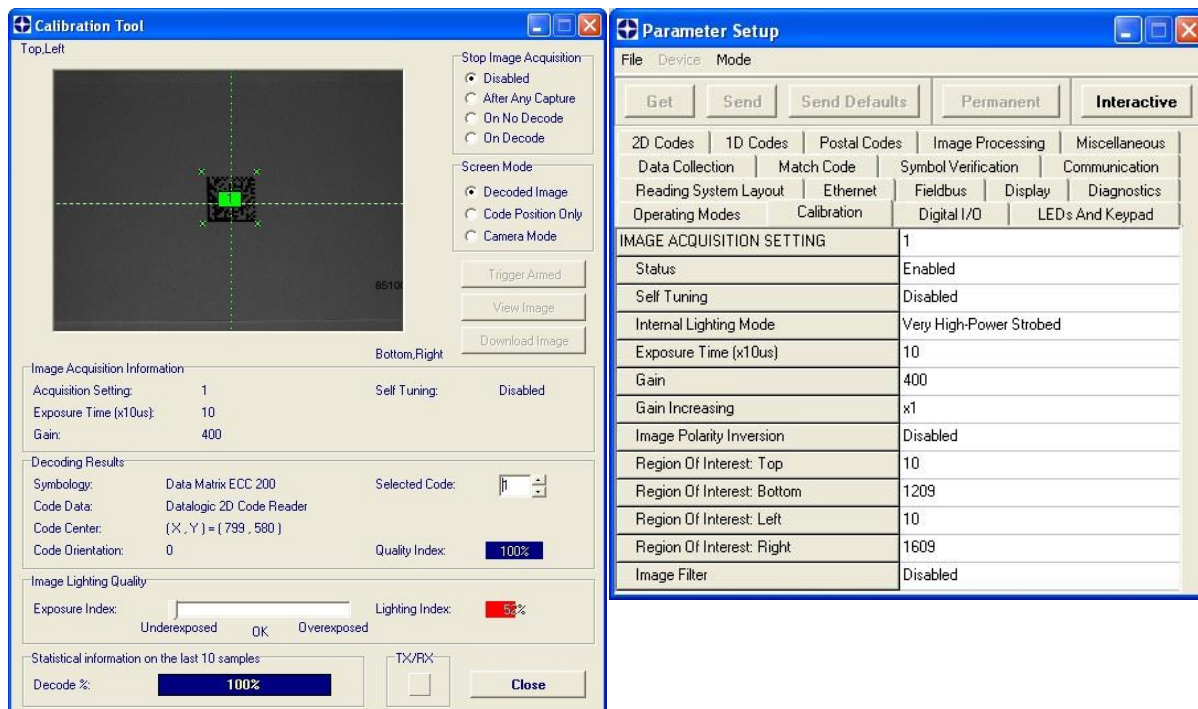 Calibration Tool
Top,Left
1
85100
Bottom,Right
Stop Image Acquisition
Disabled
After Any Capture
On No Decode
On Decode
Screen Mode
Decoded Image
Code Position Only
Camera Mode
Trigger Armed
View Image
Download Image
Image Acquisition Information
Acquisition Setting: 1 Self Tuning: Disabled
Exposure Time (x10us): 10
Gain: 400
Decoding Results
Symbology: Data Matrix ECC 200 Selected Code: 1
Code Data: Datalogic 2D Code Reader
Code Center: (X,Y) = (799, 580)
Code Orientation: 0 Quality Index: 100%
Image Lighting Quality
Exposure Index: Lighting Index: 52%
Underexposed OK Overexposed
Statistical information on the last 10 samples
TX/RX
Decode %: 100%
Close
Parameter Setup
File Device Mode
Get Send Send Defaults Permanent Interactive
2D Codes 1D Codes Postal Codes Image Processing Miscellaneous
Data Collection Match Code Symbol Verification Communication
Reading System Layout Ethernet Fieldbus Display Diagnostics
Operating Modes Calibration Digital I/O LEDs And Keypad
IMAGE ACQUISITION SETTING 1
Status Enabled
Self Tuning Disabled
Internal Lighting Mode Very High-Power Strobed
Exposure Time (x10us) 10
Gain 400
Gain Increasing x1
Image Polarity Inversion Disabled
Region Of Interest: Top 10
Region Of Interest: Bottom 1209
Region Of Interest: Left 10
Region Of Interest: Right 1609
Image Filter Disabled